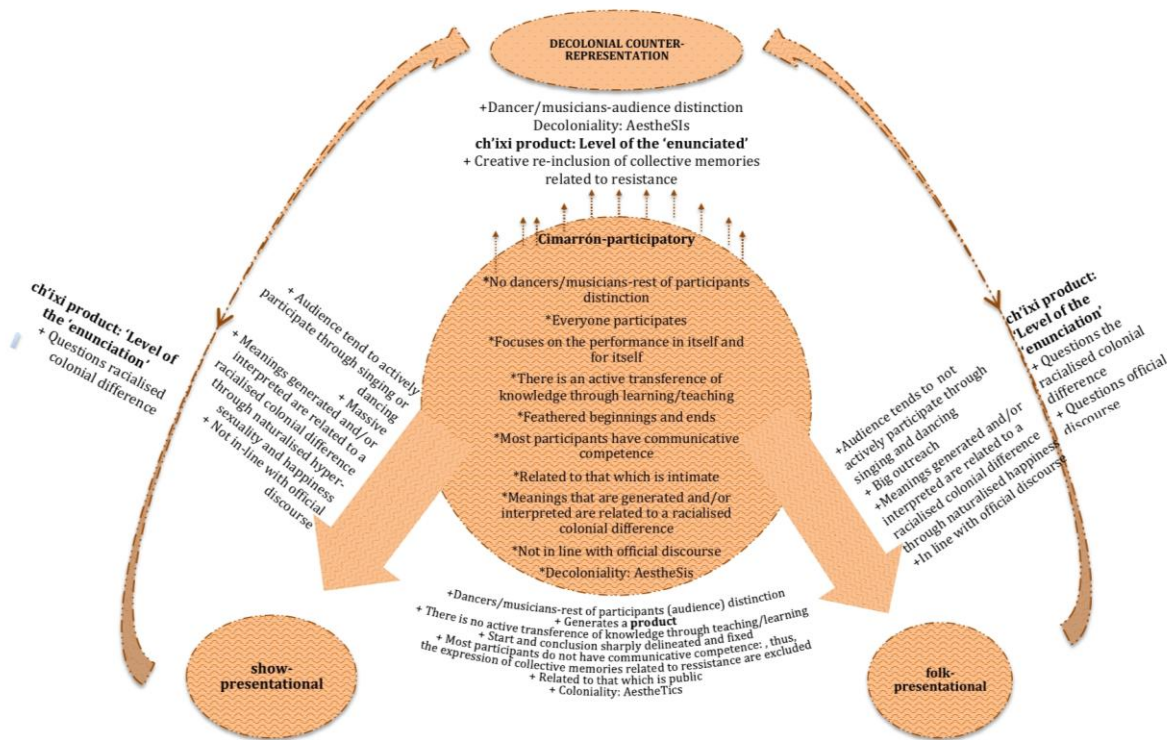 DECOLONIAL COUNTER-
REPRESENTATION
+Dancer/musicians-audience distinction
Decoloniality: AestheSIs
ch'ixi product: Level of the 'enunciated'
+ Creative re-inclusion of collective memories
related to resistance
Cimarrón-participatory
*No dancers/musicians-rest of participants
distinction
*Everyone participates
*Focuses on the performance in itself and
for itself
*There is an active transference of
knowledge through learning/teaching
*Feathered beginnings and ends
*Most participants have communicative
competence
*Related to that which is intimate
*Meanings that are generated and/or
interpreted are related to a racialised
colonial difference
*Not in line with official discourse
*Decoloniality: AestheSis
ch'ixi product: 'Level of
the 'enunciation'
+ Questions racialised
colonial difference
+ Audience tend to actively
participate through singing or
dancing
+ Massive
+ Meanings generated and/or
interpreted are related to a
racialised colonial difference
through naturalised hyper-
sexuality and happiness
+ Not in-line with official
discourse
ch'ixi product:
'Level of the
'enunciation'
+ Questions the
racialised colonial
difference
+ Questions official
discourse
+Audience tends to not
actively participate through
singing and dancing
+ Big outreach
+Meanings generated and/or
interpreted are related to a
racialised colonial difference
through naturalised happiness
+In line with official discourse
+Dancers/musicians-rest of participants (audience) distinction
+ Generates a product
+ There is no active transference of knowledge through teaching/learning
+ Start and conclusion sharply delineated and fixed
+ Most participants do not have communicative competence: , thus,
the expression of collective memories related to ressistance are excluded
+ Related to that which is public
+ Coloniality: AestheTics
show-
presentational
folk-
presentational